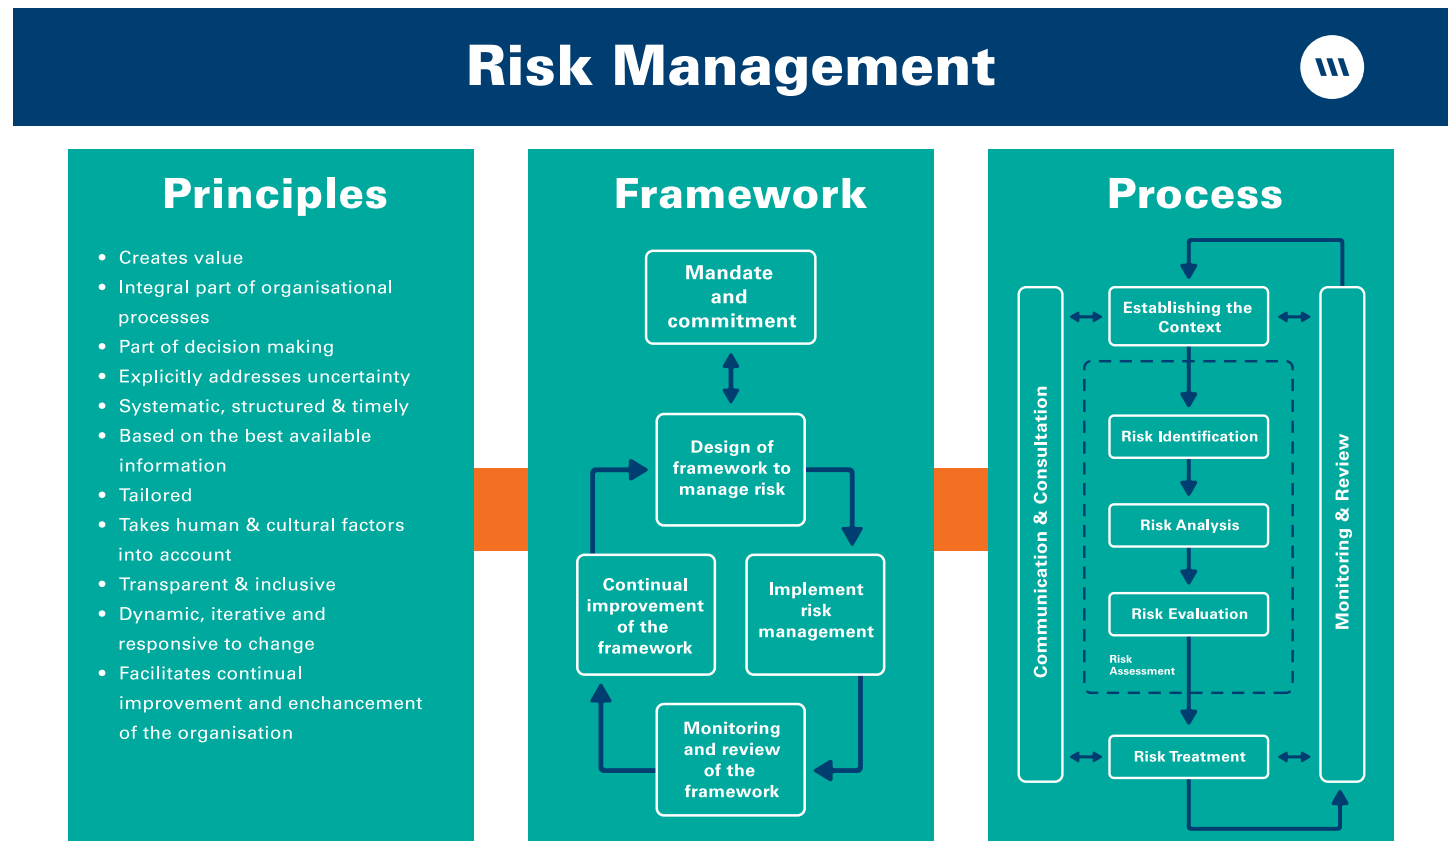 Risk Management
Principles
• Creates value
• Integral part of organisational
processes
• Part of decision making
• Explicitly addresses uncertainty
• Systematic, structured & timely
• Based on the best available
information
• Tailored
• Takes human & cultural factors
into account
• Transparent & inclusive
• Dynamic, iterative and
responsive to change
• Facilitates continual
improvement and enchancement
of the organisation
Framework
Mandate
and
commitment
Design of
framework to
manage risk
Continual
improvement
of the
framework
Implement
risk
management
Monitoring
and review
of the
framework
Process
Communication & Consultation
Establishing the
Context
Risk Identification
Risk Analysis
Risk Evaluation
Risk
Assessment
Risk Treatment
Monitoring & Review